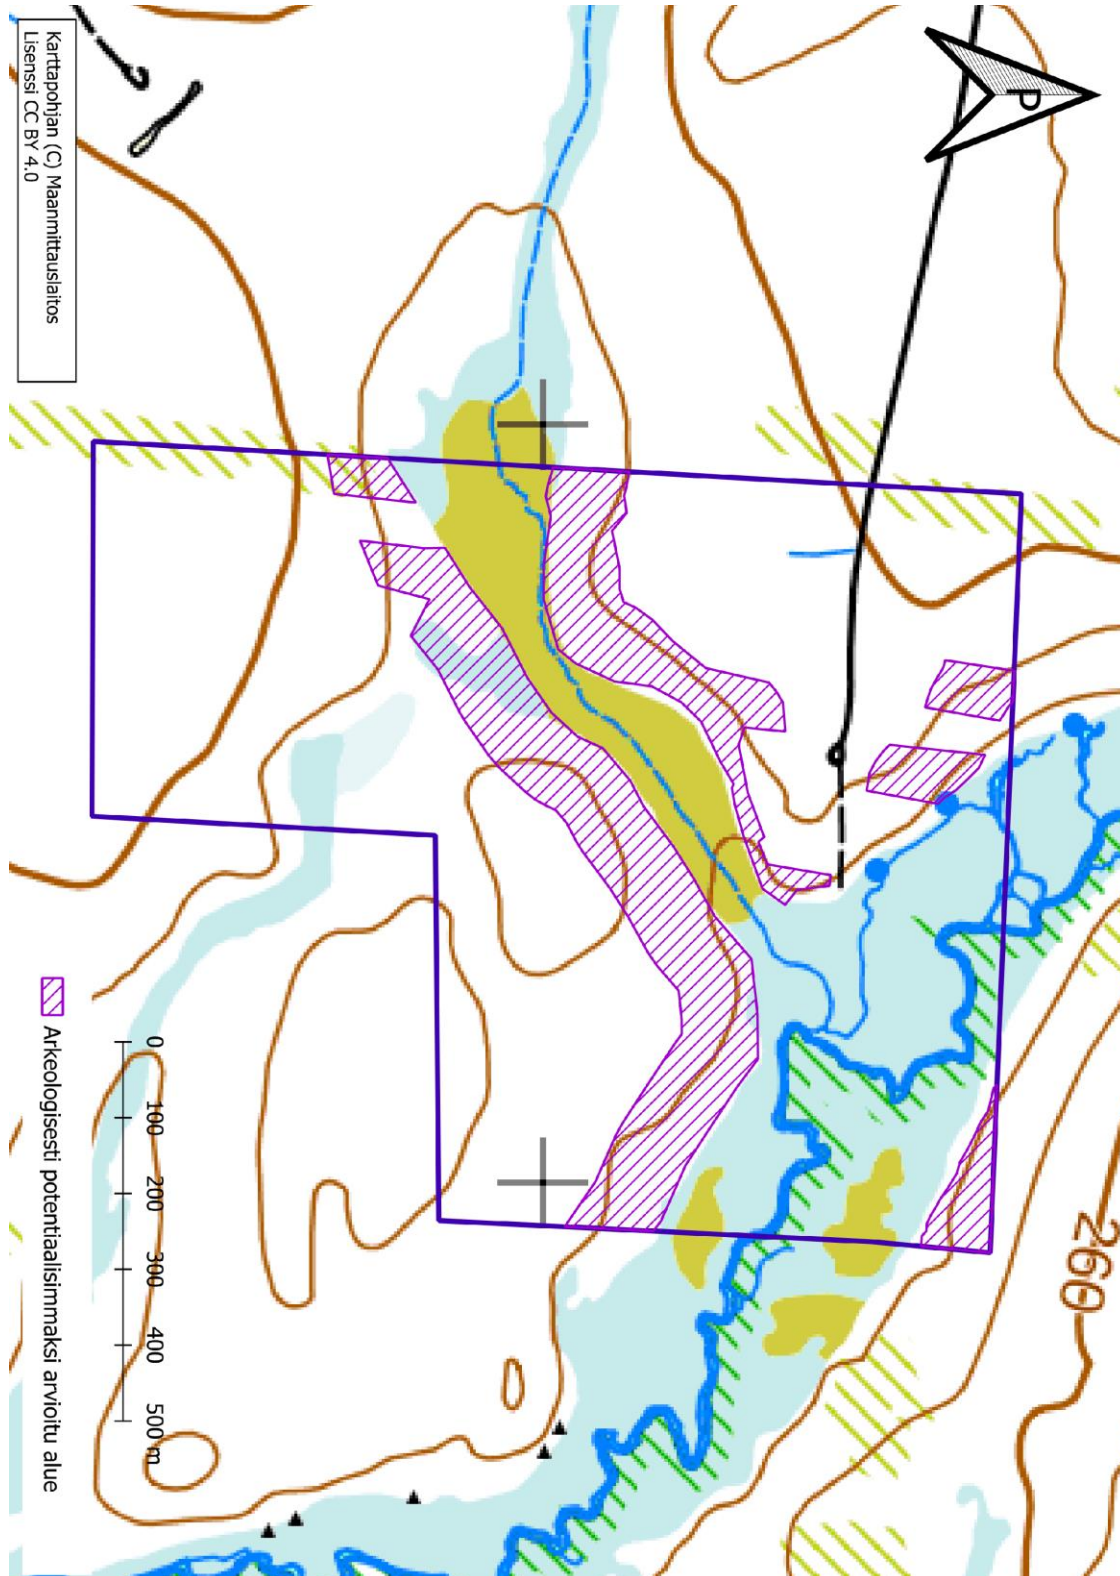 P
Karttapohjan (C) Maanmittauslaitos
Lisenssi CC BY 4.0
260
0 100 200 300 400 500 m
Arkeologisesti potentiaalisimmaksi arvioitu alue